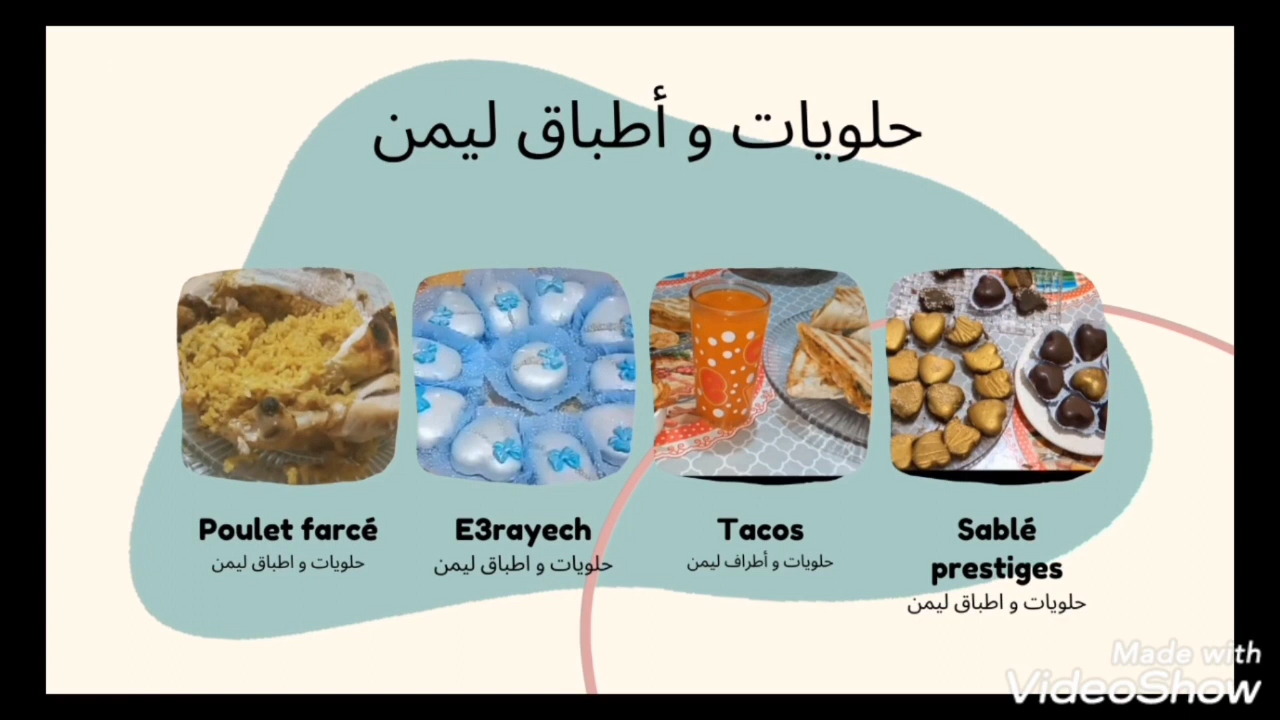 حلويات و أطباق ليمن
Poulet farcé
حلويات و اطباق ليمن
E3rayech
حلويات و اطباق ليمن
Tacos
حلويات و أطراف ليمن
Sablé
prestiges
حلويات و اطباق ليمن
Made with
VideoShow